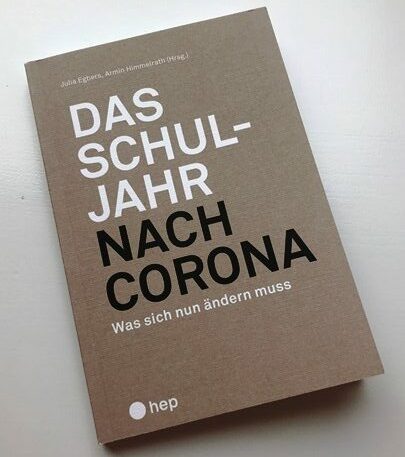 Julia Egbers, Armin Himmelrath (Hrsg.)
DAS
SCHUL-
JAHR
NACH
CORONA
Was sich nun ändern muss
hep